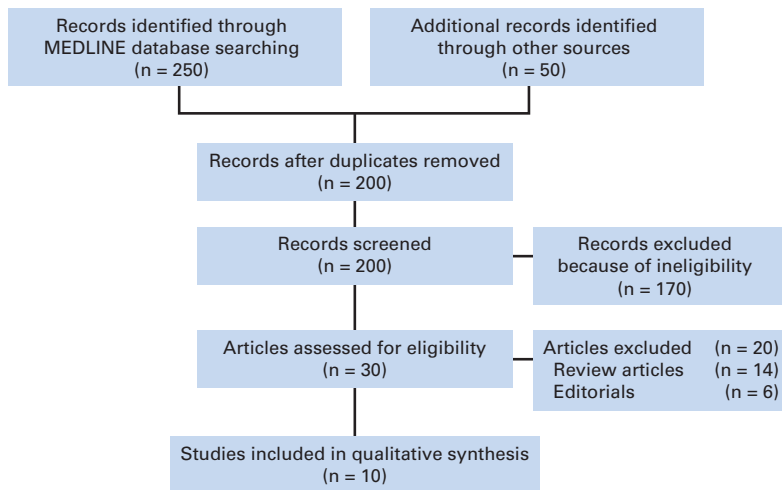 Records identified through
MEDLINE database searching
(n = 250)
Additional records identified
through other sources
(n = 50)
Records after duplicates removed
(n = 200)
Records screened
(n = 200)
Records excluded
because of ineligibility
(n = 170)
Articles assessed for eligibility
(n = 30)
Articles excluded (n = 20)
Review articles (n = 14)
Editorials (n = 6)
Studies included in qualitative synthesis
(n = 10)